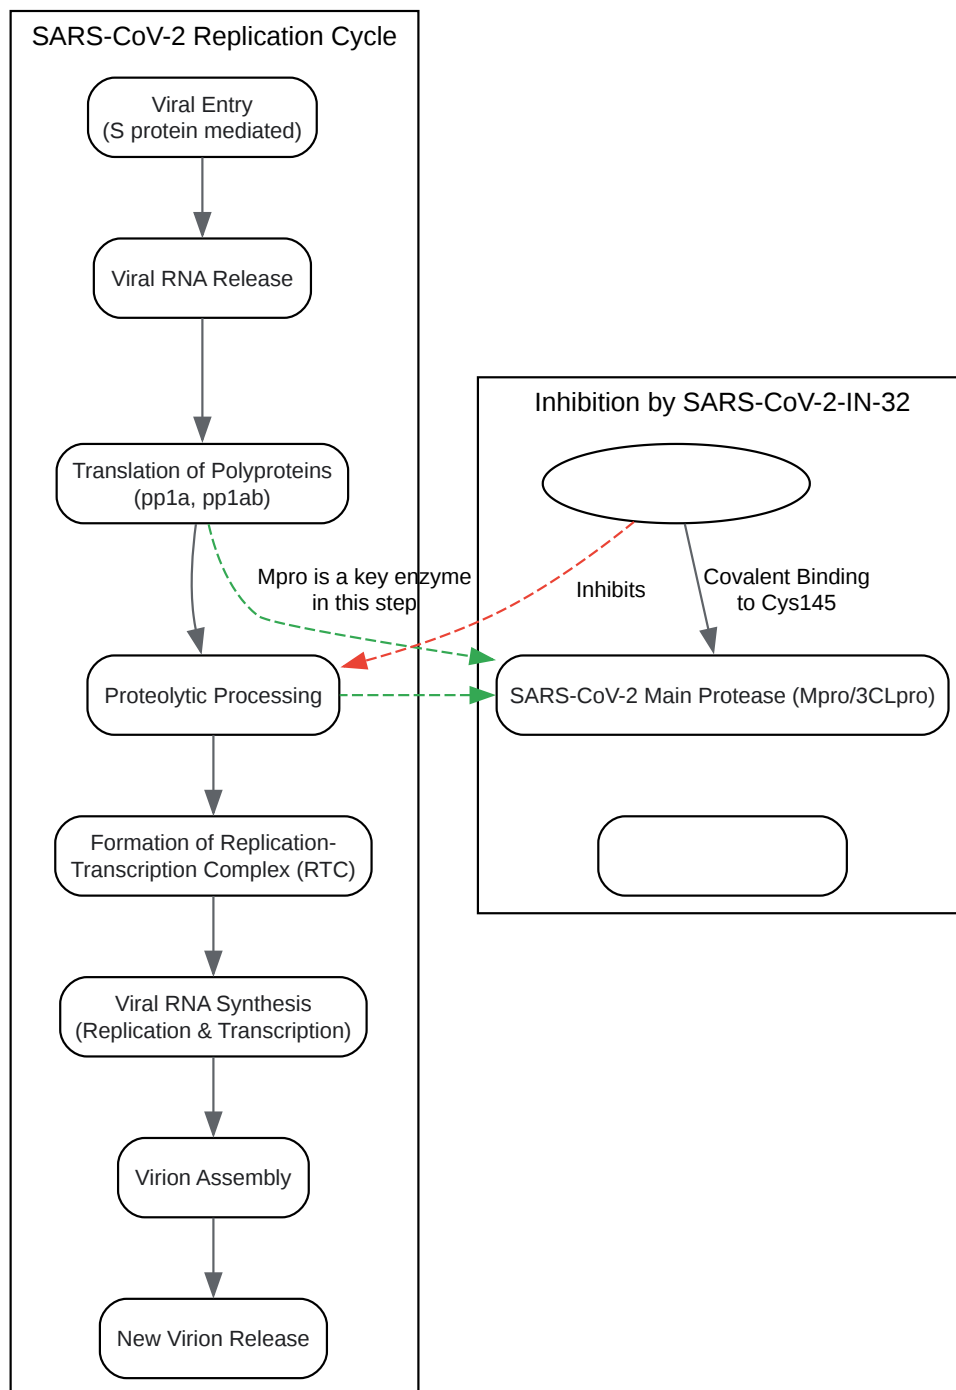 SARS-CoV-2 Replication Cycle
Viral Entry
(S protein mediated)
Viral RNA Release
Translation of Polyproteins
(pp1a, pp1ab)
Mpro is a key enzyme
in this step
Proteolytic Processing
Formation of Replication-
Transcription Complex (RTC)
Viral RNA Synthesis
(Replication & Transcription)
Virion Assembly
New Virion Release
Inhibition by SARS-CoV-2-IN-32
Inhibits
Covalent Binding
to Cys145
SARS-CoV-2 Main Protease (Mpro/3CLpro)